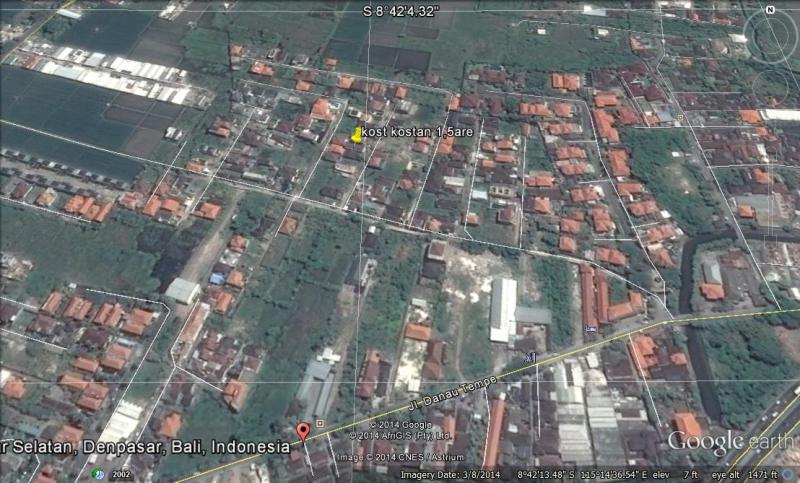 N
S 8°42'4.32"
kost kostan 1,5are
Jl. Danau Tempe
r Selatan, Denpasar, Bali, Indonesia
© 2014 Google
© 2014 AfriGIS (Pty) Ltd.
Image © 2014 CNES / Astrium
Google earth
2002
Imagery Date: 3/8/2014 8°42'13.48" S 115°14'36.54" E elev 7 ft eye alt 1471 ft